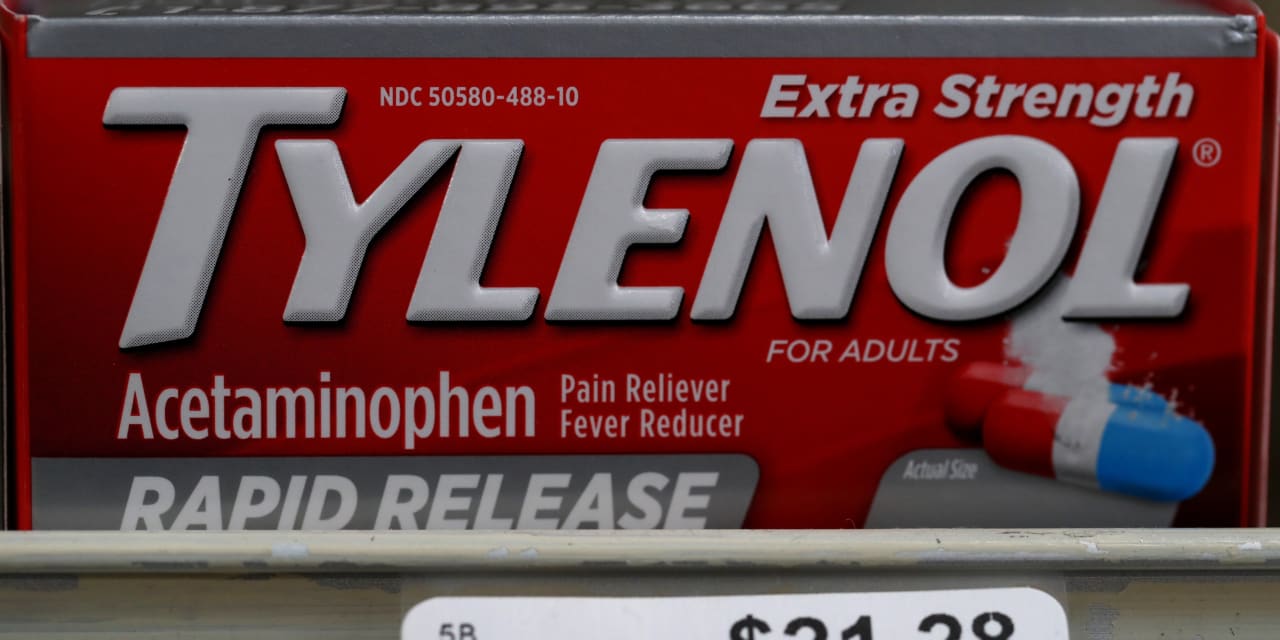 NDC 50580-488-10
Extra Strength
TYLENOL®
FOR ADULTS
Acetaminophen
Pain Reliever
Fever Reducer
RAPID RELEASE
Actual Size
5B